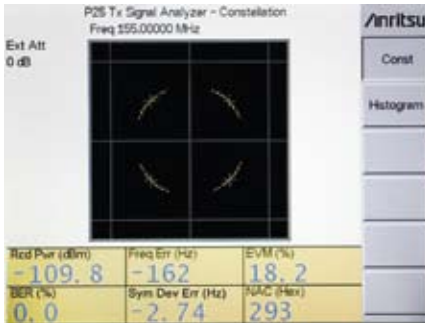 P25 Tx Signal Analyzer - Constellation
Freq 155.00000 MHz
/inritsu
Ext Att
0 dB
Const
Histogram
Rcd Pwr (dBm)
-109.8
Freq Err (Hz)
-162
EVM (%)
18.2
BER (%)
0.0
Sym Dev Err (Hz)
-2.74
NAC (Hex)
293